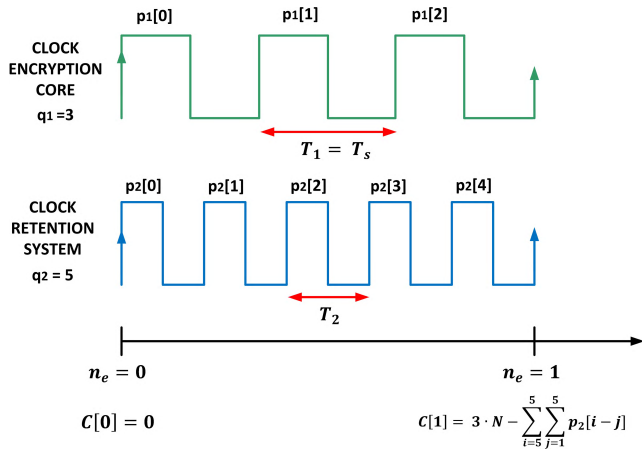 p₁[0] p₁[1] p₁[2]
CLOCK
ENCRYPTION
CORE
q₁ =3
T₁ = Tₛ
p₂[0] p₂[1] p₂[2] p₂[3] p₂[4]
CLOCK
RETENTION
SYSTEM
q₂ = 5
T₂
nₑ = 0 nₑ = 1
C[0] = 0 C[1] = 3 · N − ∑_{i=5}^{5} ∑_{j=1}^{5} p₂[i − j]